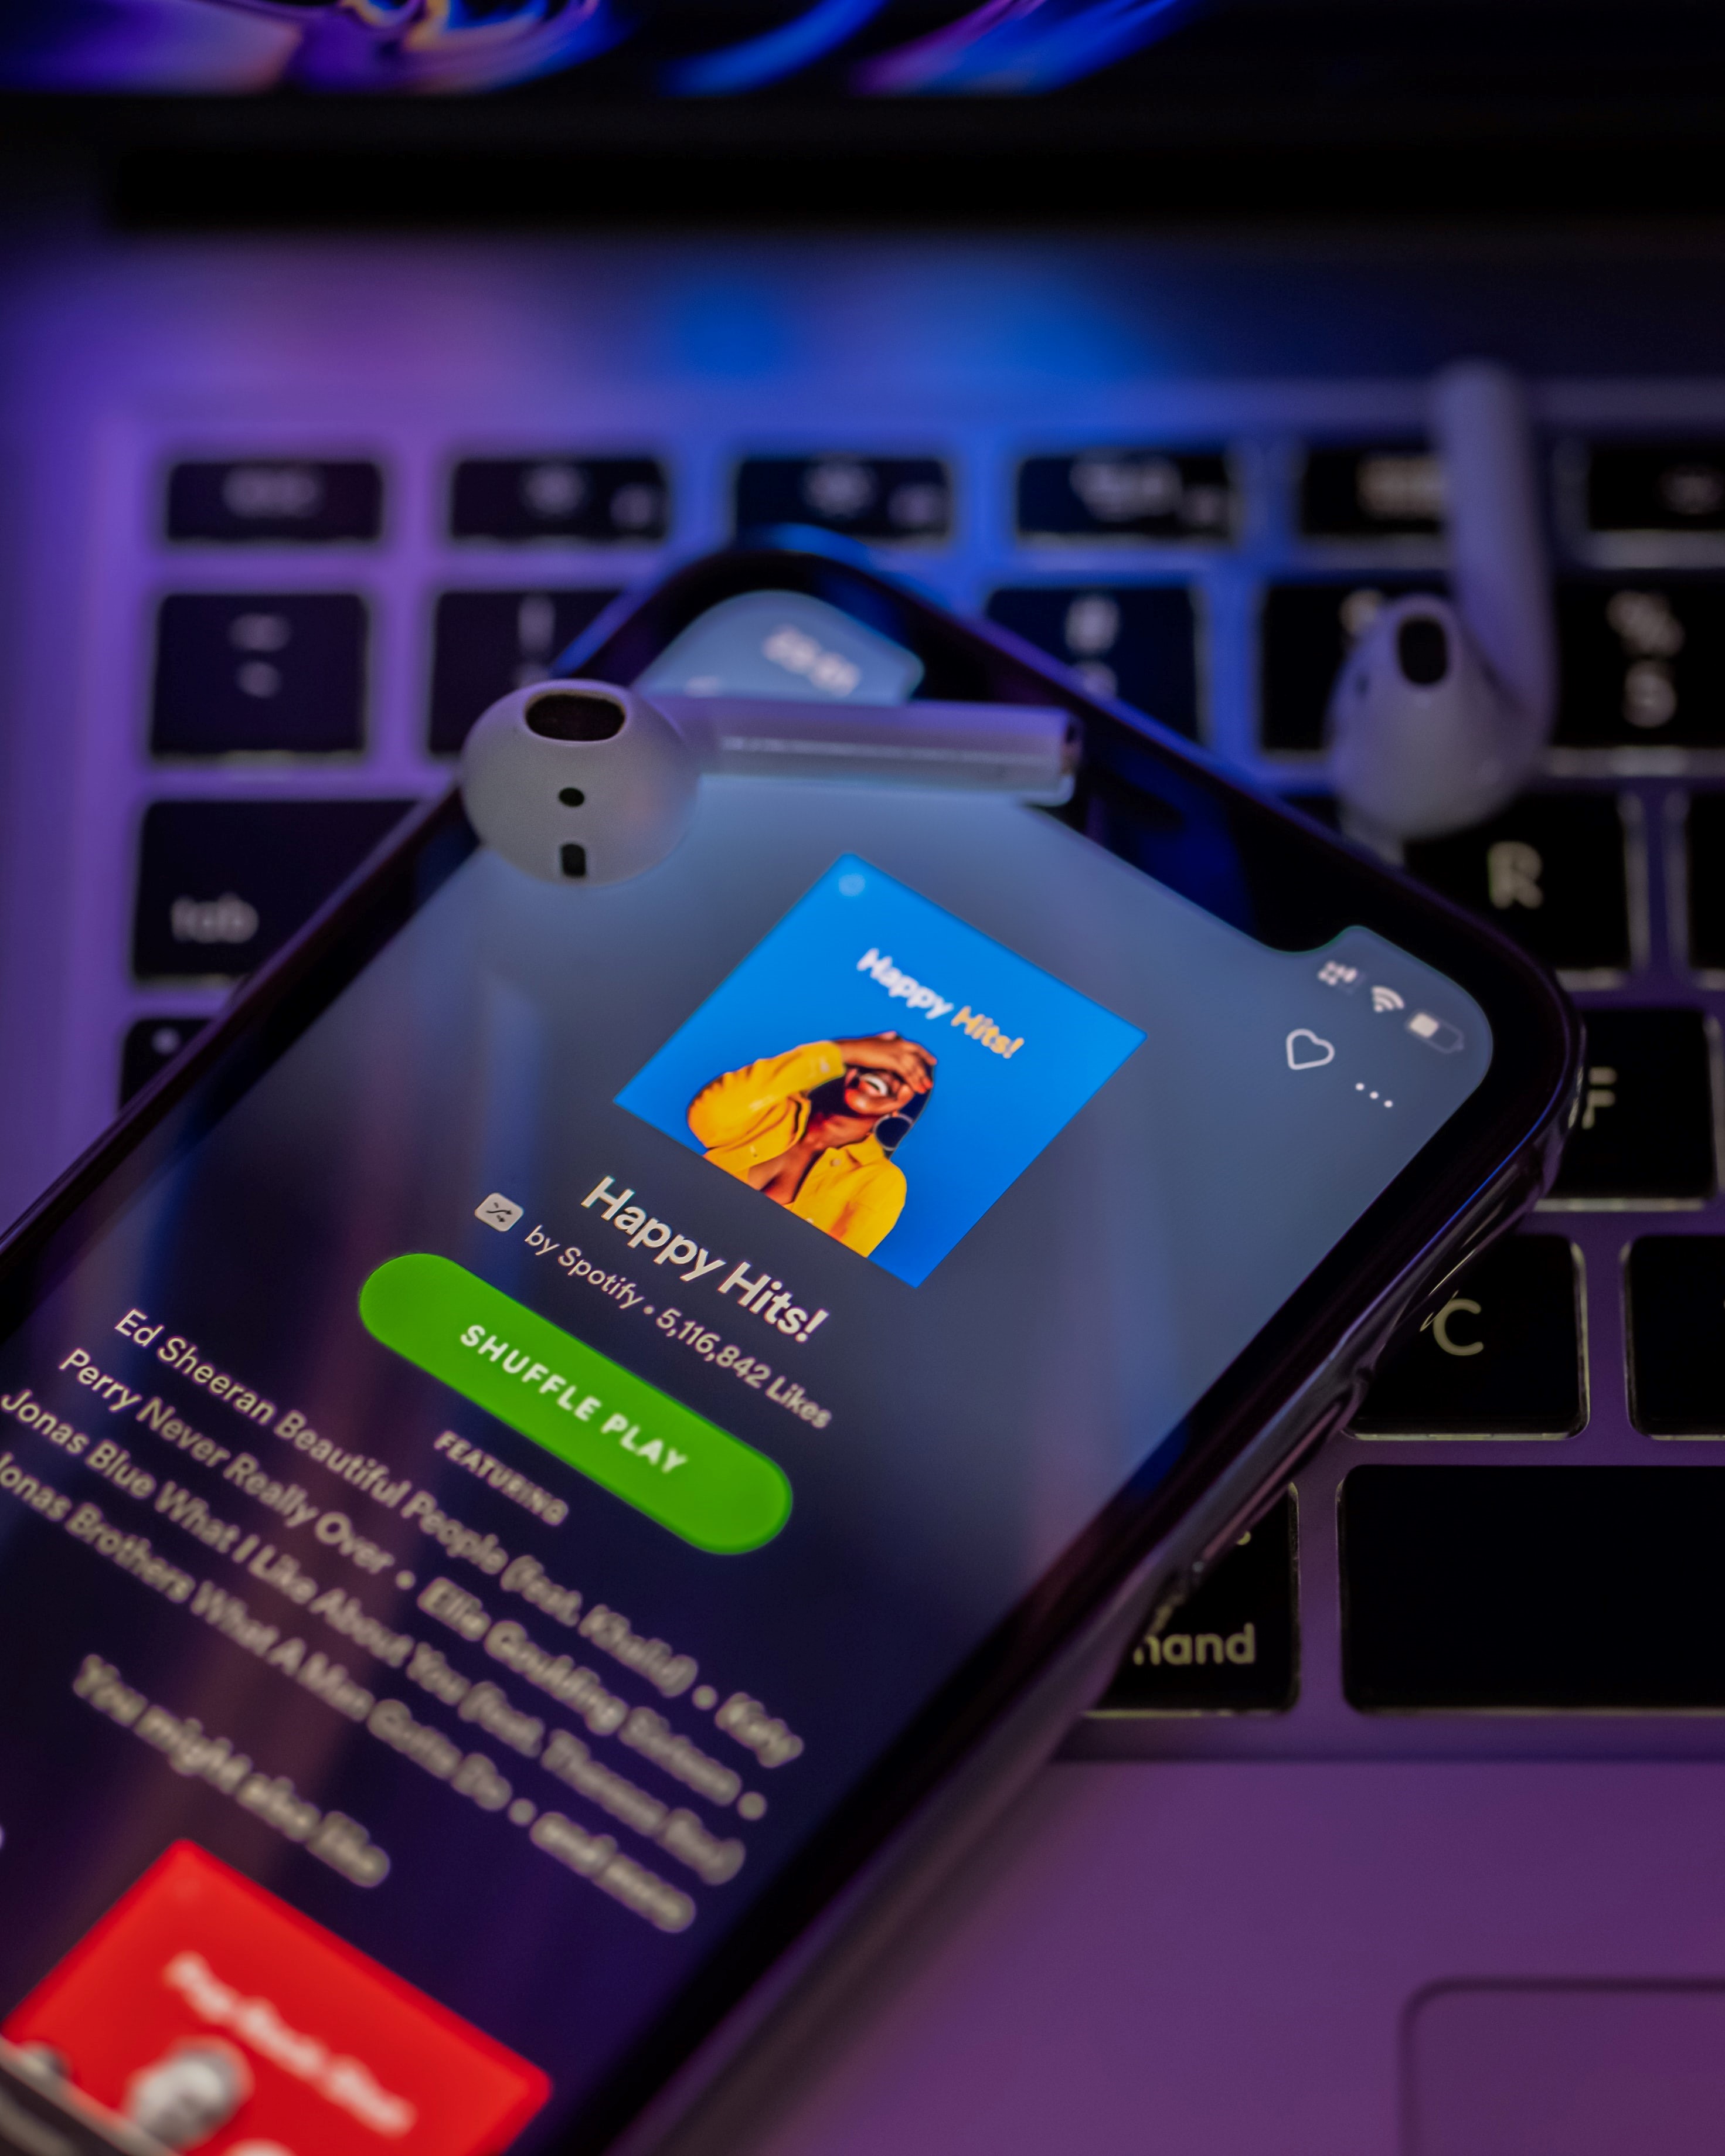 tab
R
F
C
Happy Hits!
Happy Hits!
by Spotify • 5,116,842 Likes
SHUFFLE PLAY
FEATURING
Ed Sheeran Beautiful People (feat. Khalid) • Katy
Perry Never Really Over • Ellie Goulding Sixteen •
Jonas Blue What I Like About You (feat. Theresa Rex)
Jonas Brothers What A Man Gotta Do • and more
You might also like
mand